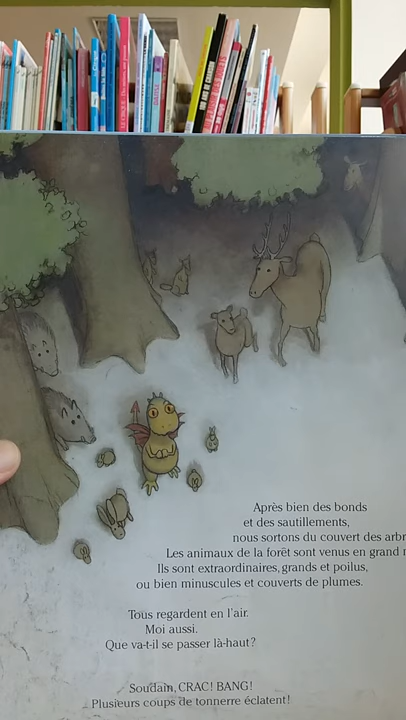 Après bien des bonds
et des sautillements,
nous sortons du couvert des
Les animaux de la forêt sont venus en grand
Ils sont extraordinaires, grands et poilus,
ou bien minuscules et couverts de plumes.
Tous regardent en l'air.
Moi aussi.
Que va-t-il se passer là-haut?
Soudain, CRAC! BANG!
Plusieurs coups de tonnerre éclatent!